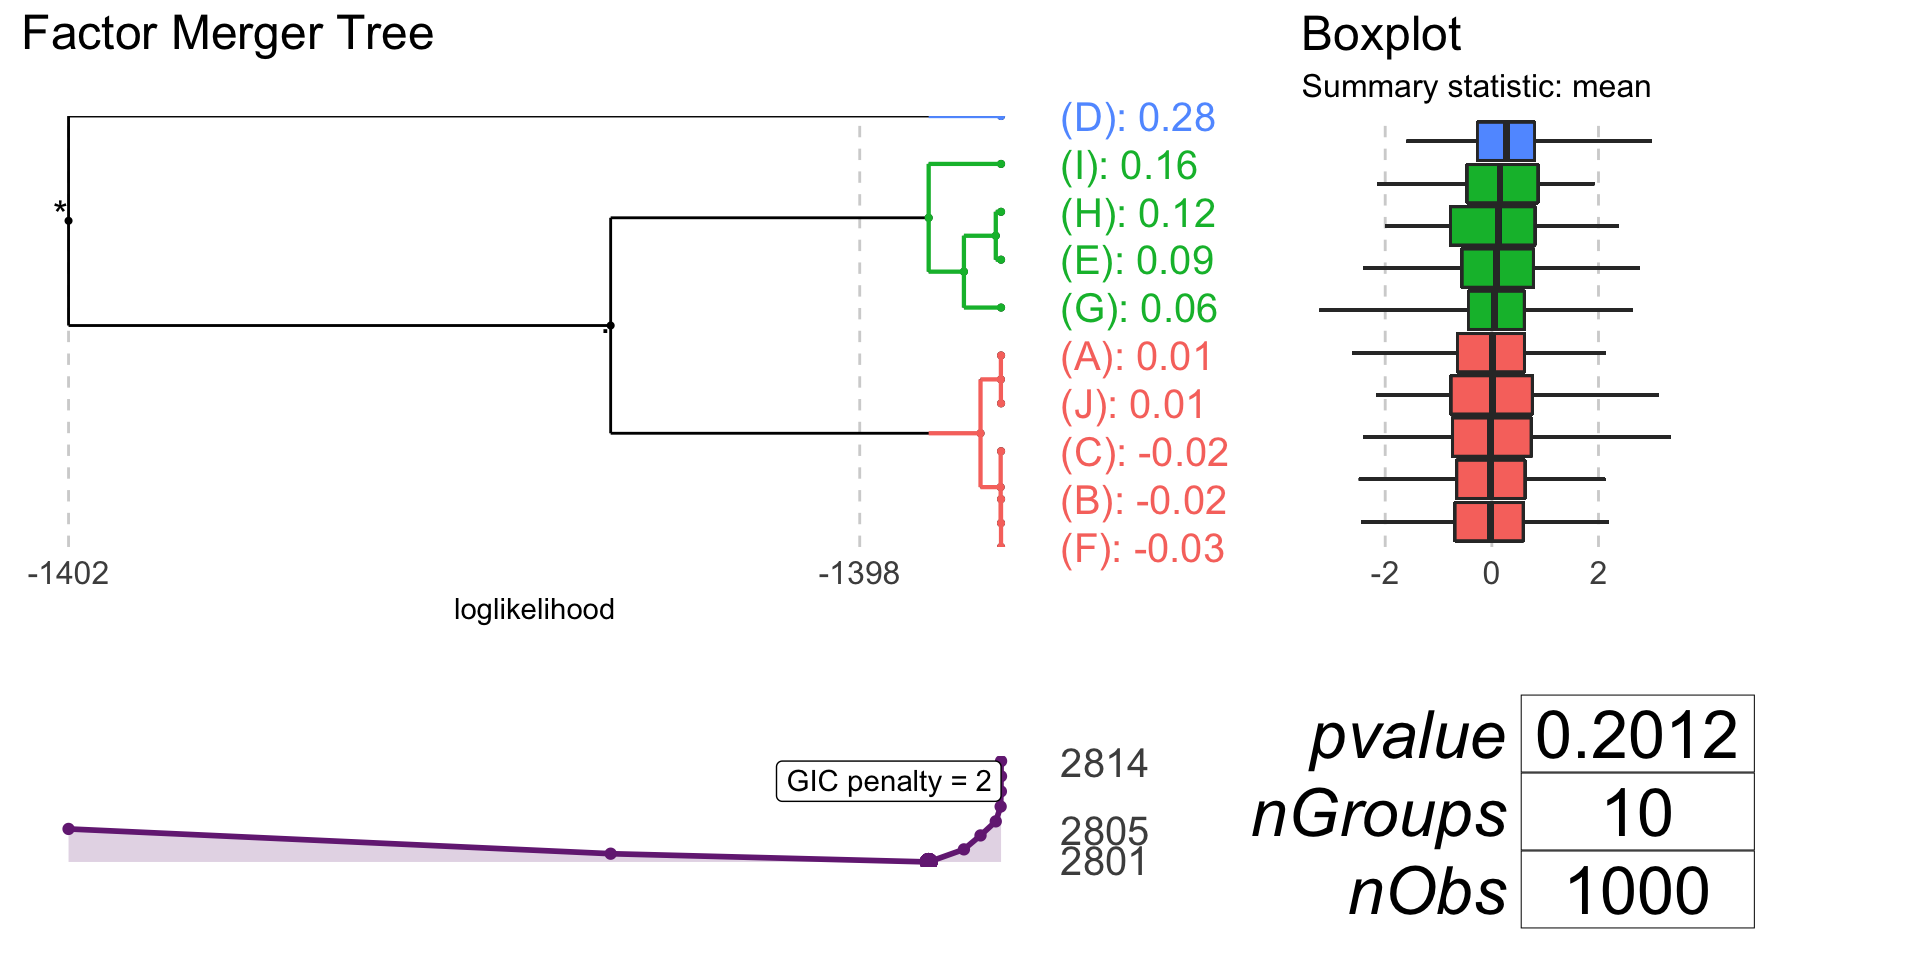 Factor Merger Tree
*
.
(D): 0.28
(I): 0.16
(H): 0.12
(E): 0.09
(G): 0.06
(A): 0.01
(J): 0.01
(C): -0.02
(B): -0.02
(F): -0.03
-1402 -1398
loglikelihood
Boxplot
Summary statistic: mean
-2 0 2
GIC penalty = 2
2814
2805
2801
pvalue 0.2012
nGroups 10
nObs 1000